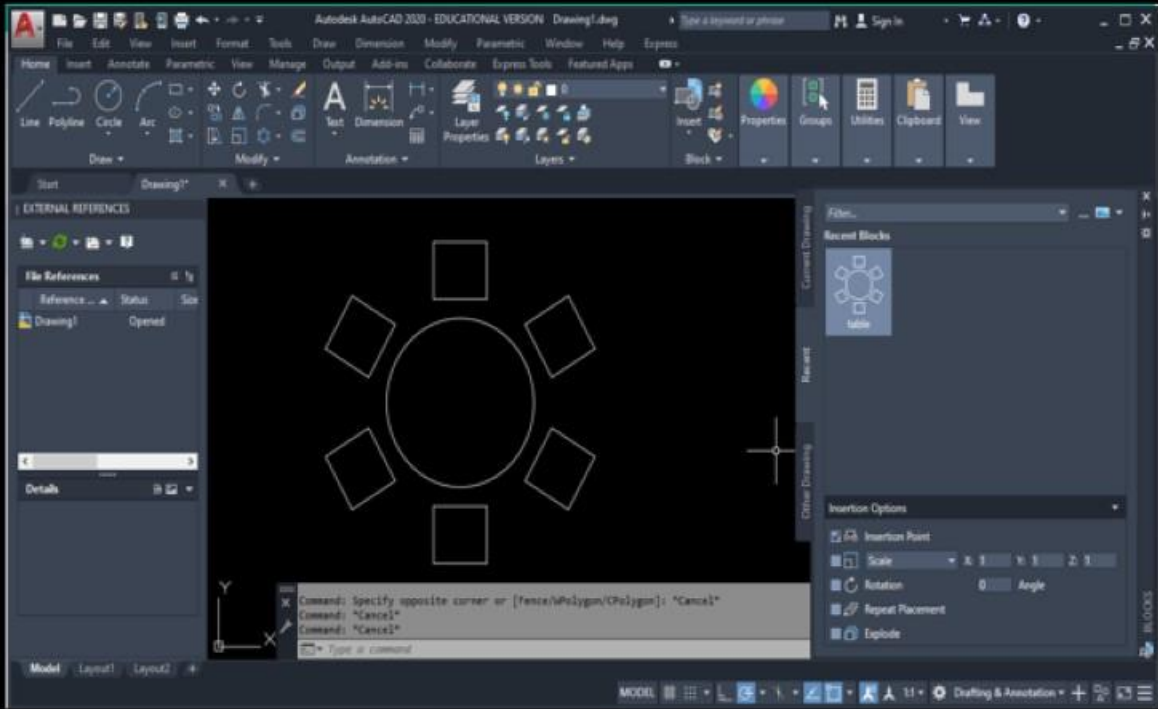 Autodesk AutoCAD 2020 - EDUCATIONAL VERSION Drawing1.dwg Type a keyword or phrase Sign In
File Edit View Insert Format Tools Draw Dimension Modify Parametric Window Help Express
Home Insert Annotate Parametric View Manage Output Add-ins Collaborate Express Tools Featured Apps
A A 0
Line Polyline Circle Arc Text Dimension Layer Properties Insert Properties Groups Utilities Clipboard View
Draw Modify Annotation Layers Block
Start Drawing1*
EXTERNAL REFERENCES
File References
Reference ... Status Size
Drawing1 Opened
Details
Y
X
Command: Specify opposite corner or [Fence/WPolygon/CPolygon]: *Cancel*
Command: *Cancel*
Command: *Cancel*
Type a command
Current Drawing
Recent
Other Drawing
Filter...
Recent Blocks
table
Insertion Options
Insertion Point
Scale X: 1 Y: 1 Z: 1
Rotation 0 Angle
Repeat Placement
Explode
BLOCKS
Model Layout1 Layout2 +
MODEL 1:1 Drafting & Annotation